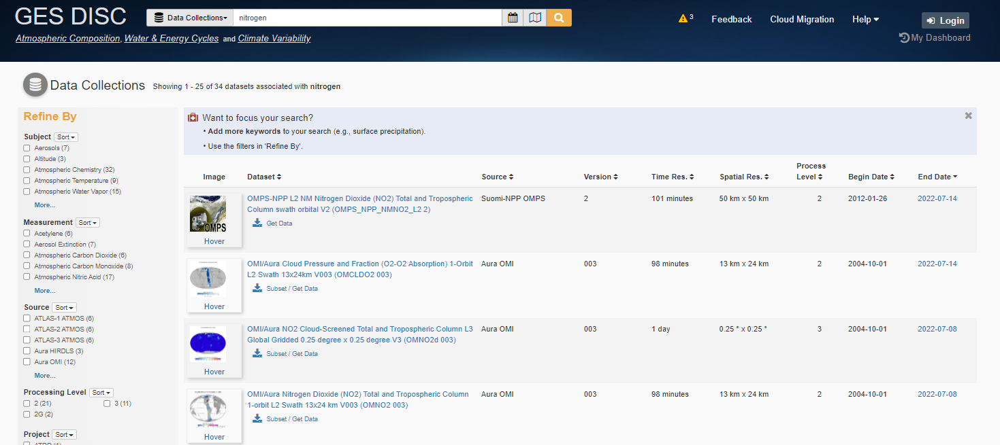 GES DISC
Data Collections nitrogen
3 Feedback Cloud Migration Help Login
Atmospheric Composition, Water & Energy Cycles and Climate Variability
My Dashboard
Data Collections Showing 1 - 25 of 34 datasets associated with nitrogen
Refine By
Subject Sort
Aerosols (7)
Altitude (3)
Atmospheric Chemistry (32)
Atmospheric Temperature (9)
Atmospheric Water Vapor (15)
More...
Measurement Sort
Acetylene (6)
Aerosol Extinction (7)
Atmospheric Carbon Dioxide (6)
Atmospheric Carbon Monoxide (8)
Atmospheric Nitric Acid (17)
More...
Source Sort
ATLAS-1 ATMOS (6)
ATLAS-2 ATMOS (6)
ATLAS-3 ATMOS (6)
Aura HIRDLS (3)
Aura OMI (12)
More...
Processing Level Sort
2 (21) 3 (11)
2G (2)
Project Sort
Want to focus your search?
• Add more keywords to your search (e.g., surface precipitation).
• Use the filters in 'Refine By'.
Image Dataset Source Version Time Res. Spatial Res. Process Level Begin Date End Date
OMPS-NPP L2 NM Nitrogen Dioxide (NO2) Total and Tropospheric Suomi-NPP OMPS 2 101 minutes 50 km x 50 km 2 2012-01-26 2022-07-14
Column swath orbital V2 (OMPS_NPP_NMNO2_L2 2)
Get Data
OMPS
Hover
OMI/Aura Cloud Pressure and Fraction (O2-O2 Absorption) 1-Orbit Aura OMI 003 98 minutes 13 km x 24 km 2 2004-10-01 2022-07-14
L2 Swath 13x24km V003 (OMCLDO2 003)
Subset / Get Data
Hover
OMI/Aura NO2 Cloud-Screened Total and Tropospheric Column L3 Aura OMI 003 1 day 0.25 ° x 0.25 ° 3 2004-10-01 2022-07-08
Global Gridded 0.25 degree x 0.25 degree V3 (OMNO2d 003)
Subset / Get Data
Hover
OMI/Aura Nitrogen Dioxide (NO2) Total and Tropospheric Column Aura OMI 003 98 minutes 13 km x 24 km 2 2004-10-01 2022-07-08
1-orbit L2 Swath 13x24 km V003 (OMNO2 003)
Subset / Get Data
Hover